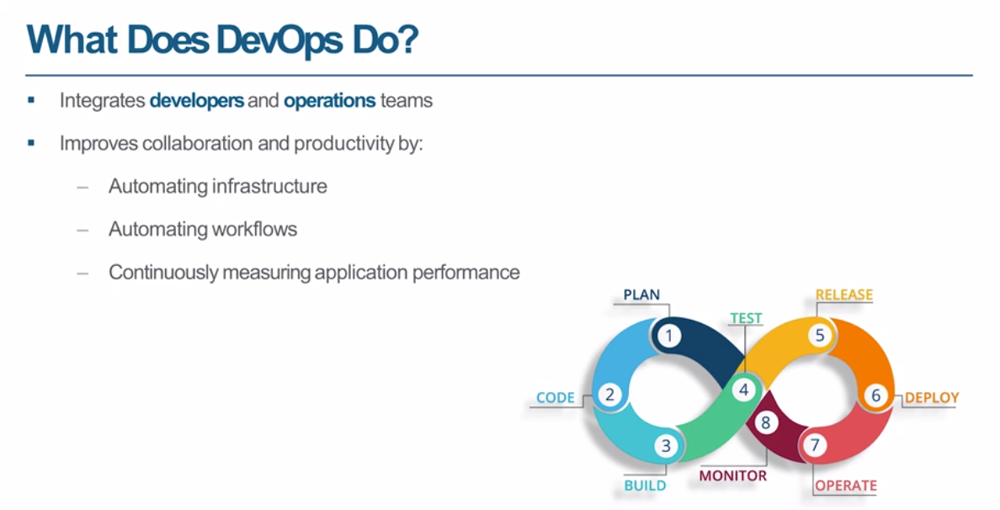 What Does DevOps Do?
▪ Integrates developers and operations teams
▪ Improves collaboration and productivity by:
– Automating infrastructure
– Automating workflows
– Continuously measuring application performance
PLAN
RELEASE
TEST
1
5
4
CODE
2
6
DEPLOY
8
3
7
MONITOR
BUILD
OPERATE